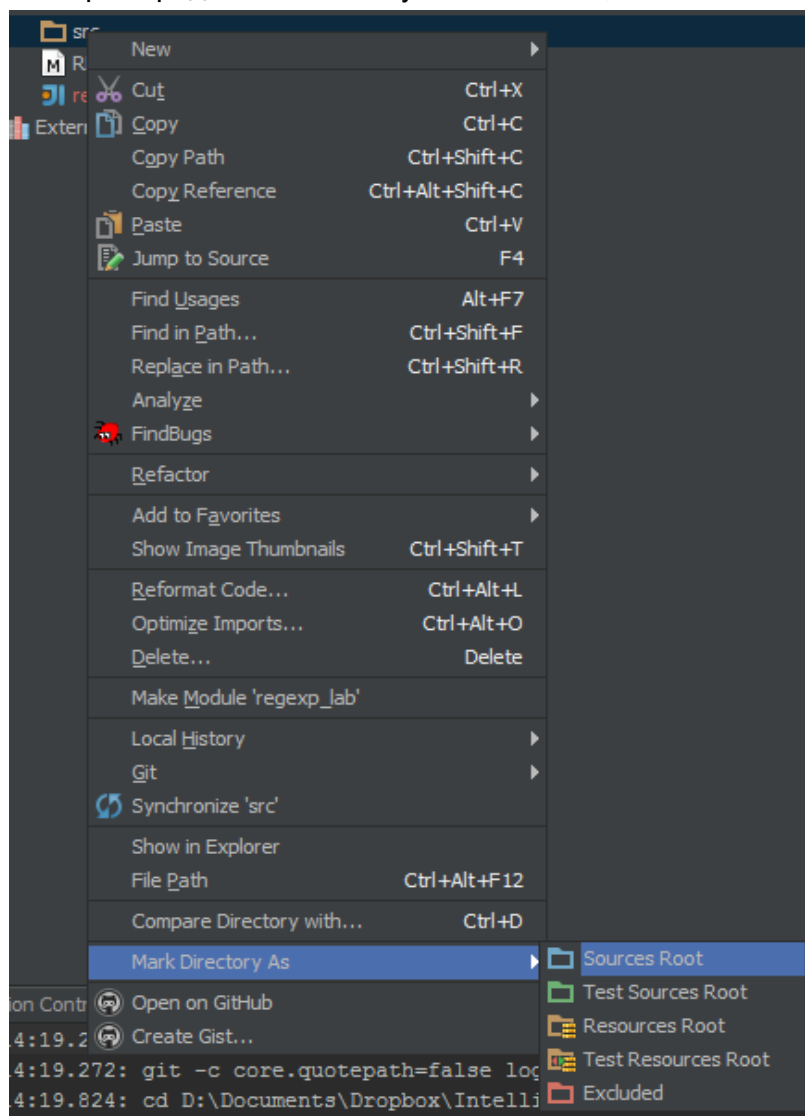 src
New
Cut Ctrl+X
Copy Ctrl+C
Copy Path Ctrl+Shift+C
Copy Reference Ctrl+Alt+Shift+C
Paste Ctrl+V
Jump to Source F4
Find Usages Alt+F7
Find in Path... Ctrl+Shift+F
Replace in Path... Ctrl+Shift+R
Analyze
FindBugs
Refactor
Add to Favorites
Show Image Thumbnails Ctrl+Shift+T
Reformat Code... Ctrl+Alt+L
Optimize Imports... Ctrl+Alt+O
Delete... Delete
Make Module 'regexp_lab'
Local History
Git
Synchronize 'src'
Show in Explorer
File Path Ctrl+Alt+F12
Compare Directory with... Ctrl+D
Mark Directory As
Sources Root
Test Sources Root
Resources Root
Test Resources Root
Excluded
Open on GitHub
Create Gist...
4:19.272: git -c core.quotepath=false log
4:19.824: cd D:\Documents\Dropbox\Intelli